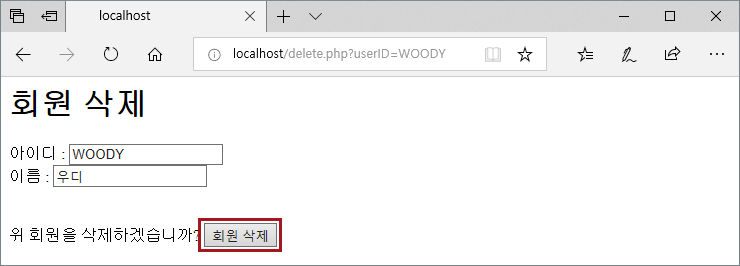 localhost
localhost/delete.php?userID=WOODY
회원 삭제
아이디 : WOODY
이름 : 우디
위 회원을 삭제하겠습니까? 회원 삭제